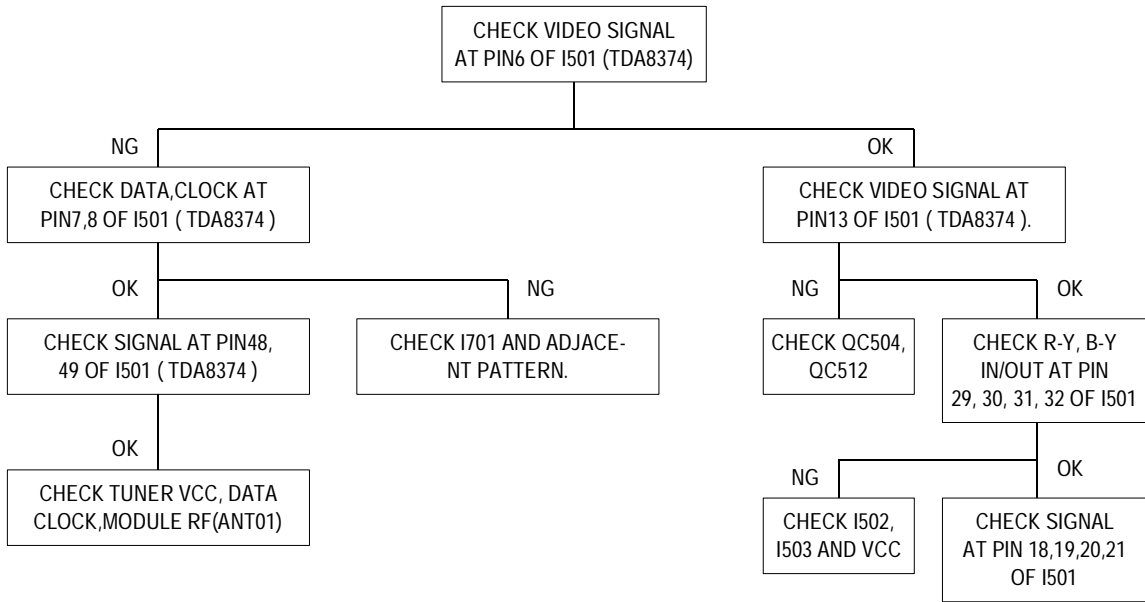 CHECK VIDEO SIGNAL
AT PIN6 OF I501 (TDA8374)
NG
OK
CHECK DATA,CLOCK AT
PIN7,8 OF I501 ( TDA8374 )
CHECK VIDEO SIGNAL AT
PIN13 OF I501 ( TDA8374 ).
OK
NG
NG
OK
CHECK SIGNAL AT PIN48,
49 OF I501 ( TDA8374 )
CHECK I701 AND ADJACE-
NT PATTERN.
CHECK QC504,
QC512
CHECK R-Y, B-Y
IN/OUT AT PIN
29, 30, 31, 32 OF I501
OK
NG
OK
CHECK TUNER VCC, DATA
CLOCK,MODULE RF(ANT01)
CHECK I502,
I503 AND VCC
CHECK SIGNAL
AT PIN 18,19,20,21
OF I501